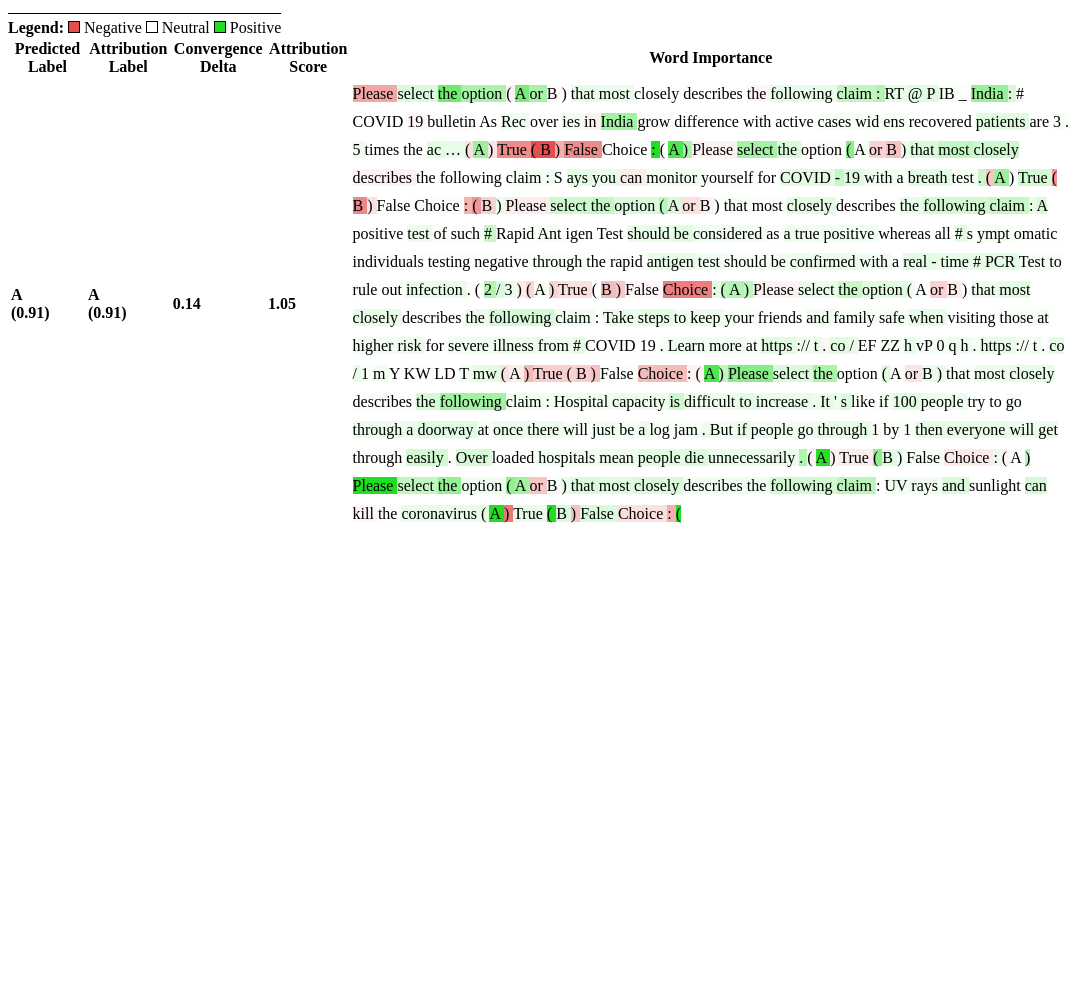 Legend: Negative Neutral Positive
Predicted Label Attribution Label Convergence Delta Attribution Score Word Importance
A (0.91) A (0.91) 0.14 1.05
Please select the option ( A or B ) that most closely describes the following claim : RT @ P IB _ India : #
COVID 19 bulletin As Rec over ies in India grow difference with active cases wid ens recovered patients are 3 .
5 times the ac … ( A ) True ( B ) False Choice : ( A ) Please select the option ( A or B ) that most closely
describes the following claim : S ays you can monitor yourself for COVID - 19 with a breath test . ( A ) True (
B ) False Choice : ( B ) Please select the option ( A or B ) that most closely describes the following claim : A
positive test of such # Rapid Ant igen Test should be considered as a true positive whereas all # s ympt omatic
individuals testing negative through the rapid antigen test should be confirmed with a real - time # PCR Test to
rule out infection . ( 2 / 3 ) ( A ) True ( B ) False Choice : ( A ) Please select the option ( A or B ) that most
closely describes the following claim : Take steps to keep your friends and family safe when visiting those at
higher risk for severe illness from # COVID 19 . Learn more at https :// t . co / EF ZZ h vP 0 q h . https :// t . co
/ 1 m Y KW LD T mw ( A ) True ( B ) False Choice : ( A ) Please select the option ( A or B ) that most closely
describes the following claim : Hospital capacity is difficult to increase . It ' s like if 100 people try to go
through a doorway at once there will just be a log jam . But if people go through 1 by 1 then everyone will get
through easily . Over loaded hospitals mean people die unnecessarily . ( A ) True ( B ) False Choice : ( A )
Please select the option ( A or B ) that most closely describes the following claim : UV rays and sunlight can
kill the coronavirus ( A ) True ( B ) False Choice : (